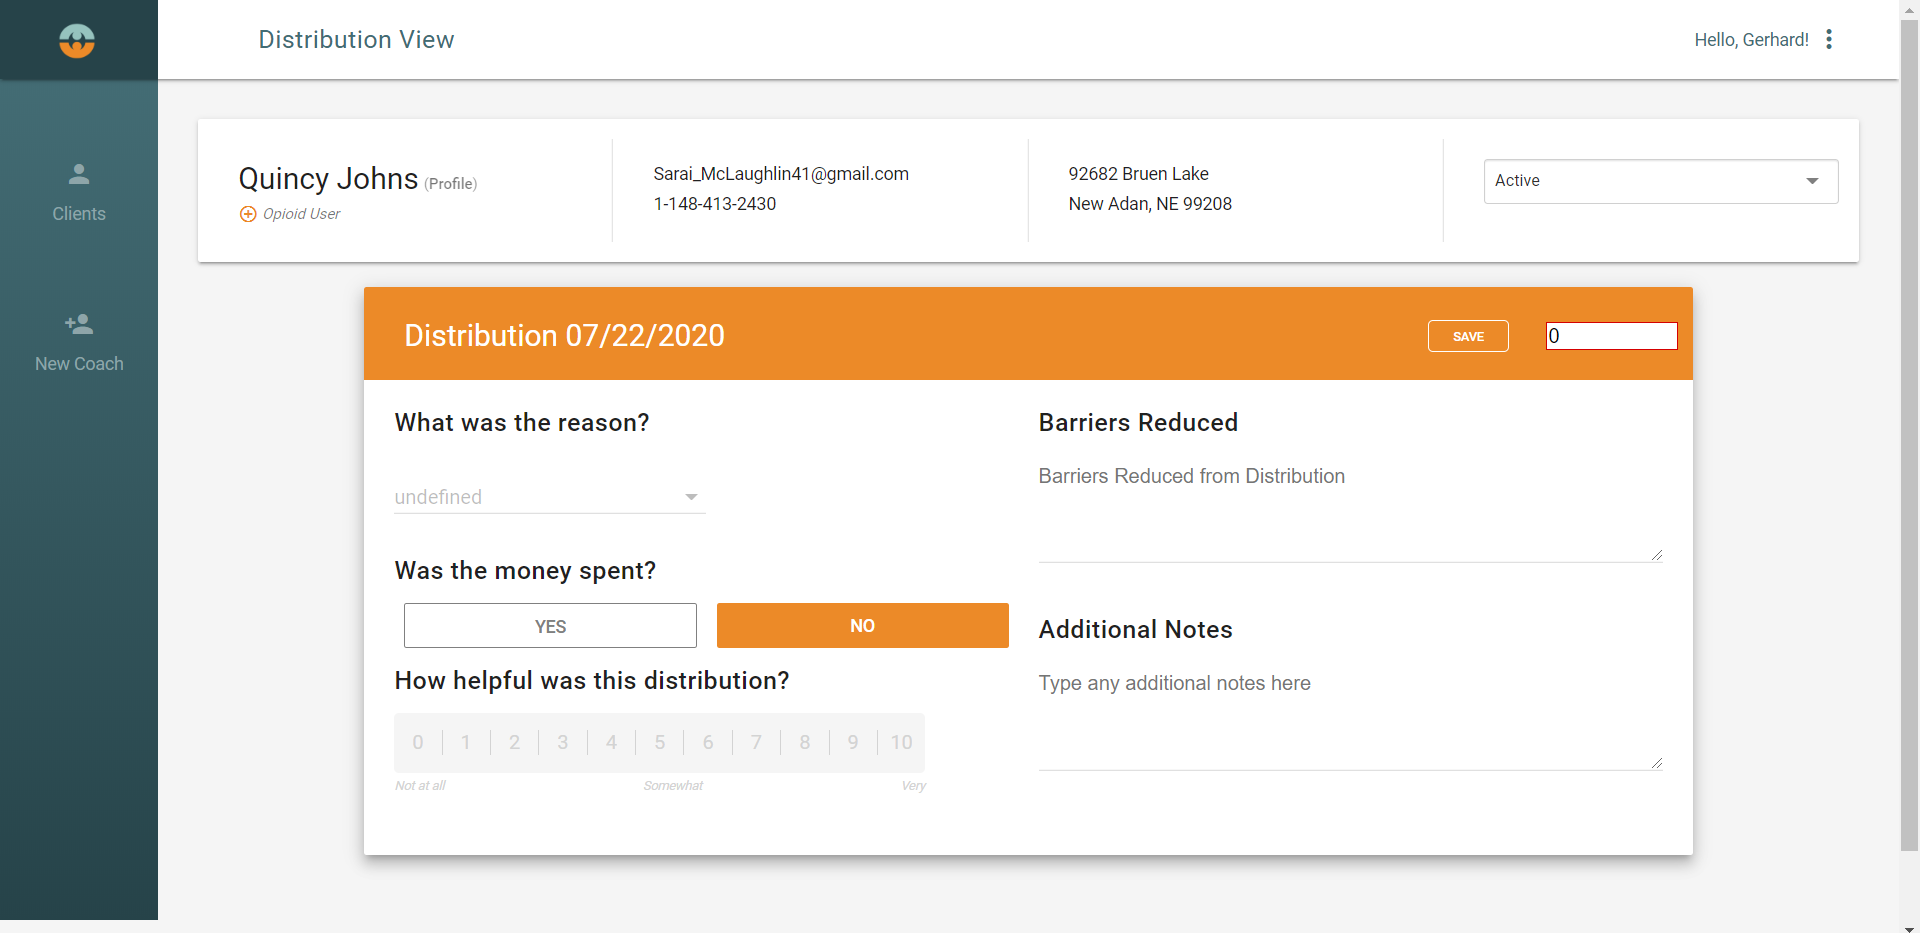 Distribution View
Hello, Gerhard!
Clients
New Coach
Quincy Johns (Profile)
Opioid User
Sarai_McLaughlin41@gmail.com
1-148-413-2430
92682 Bruen Lake
New Adan, NE 99208
Active
Distribution 07/22/2020
SAVE
0
What was the reason?
undefined
Was the money spent?
YES
NO
How helpful was this distribution?
0 1 2 3 4 5 6 7 8 9 10
Not at all Somewhat Very
Barriers Reduced
Barriers Reduced from Distribution
Additional Notes
Type any additional notes here